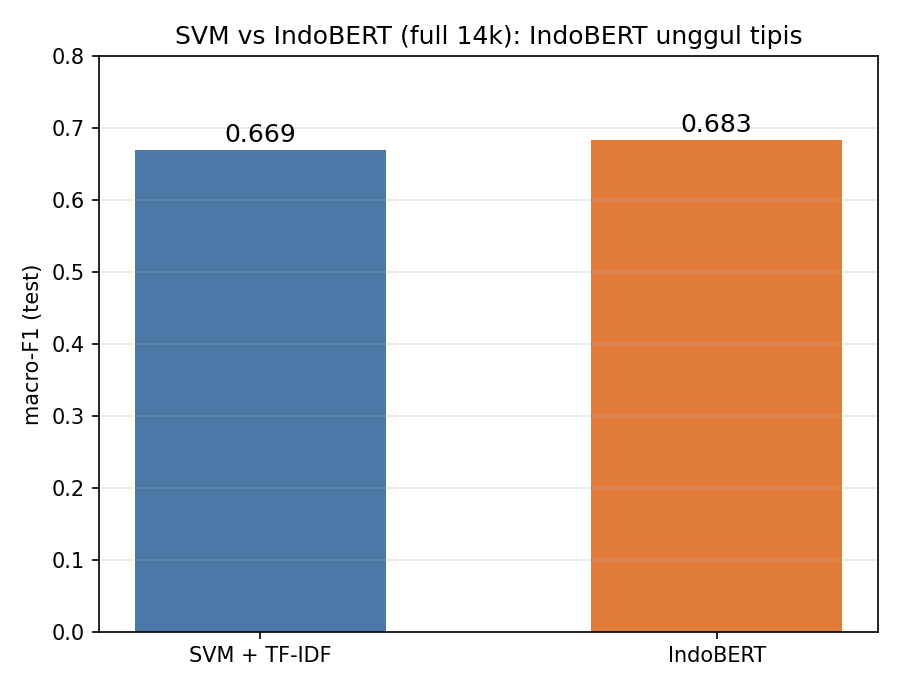 SVM vs IndoBERT (full 14k): IndoBERT unggul tipis
macro-F1 (test)
0.8
0.7
0.6
0.5
0.4
0.3
0.2
0.1
0.0
0.669
0.683
SVM + TF-IDF
IndoBERT